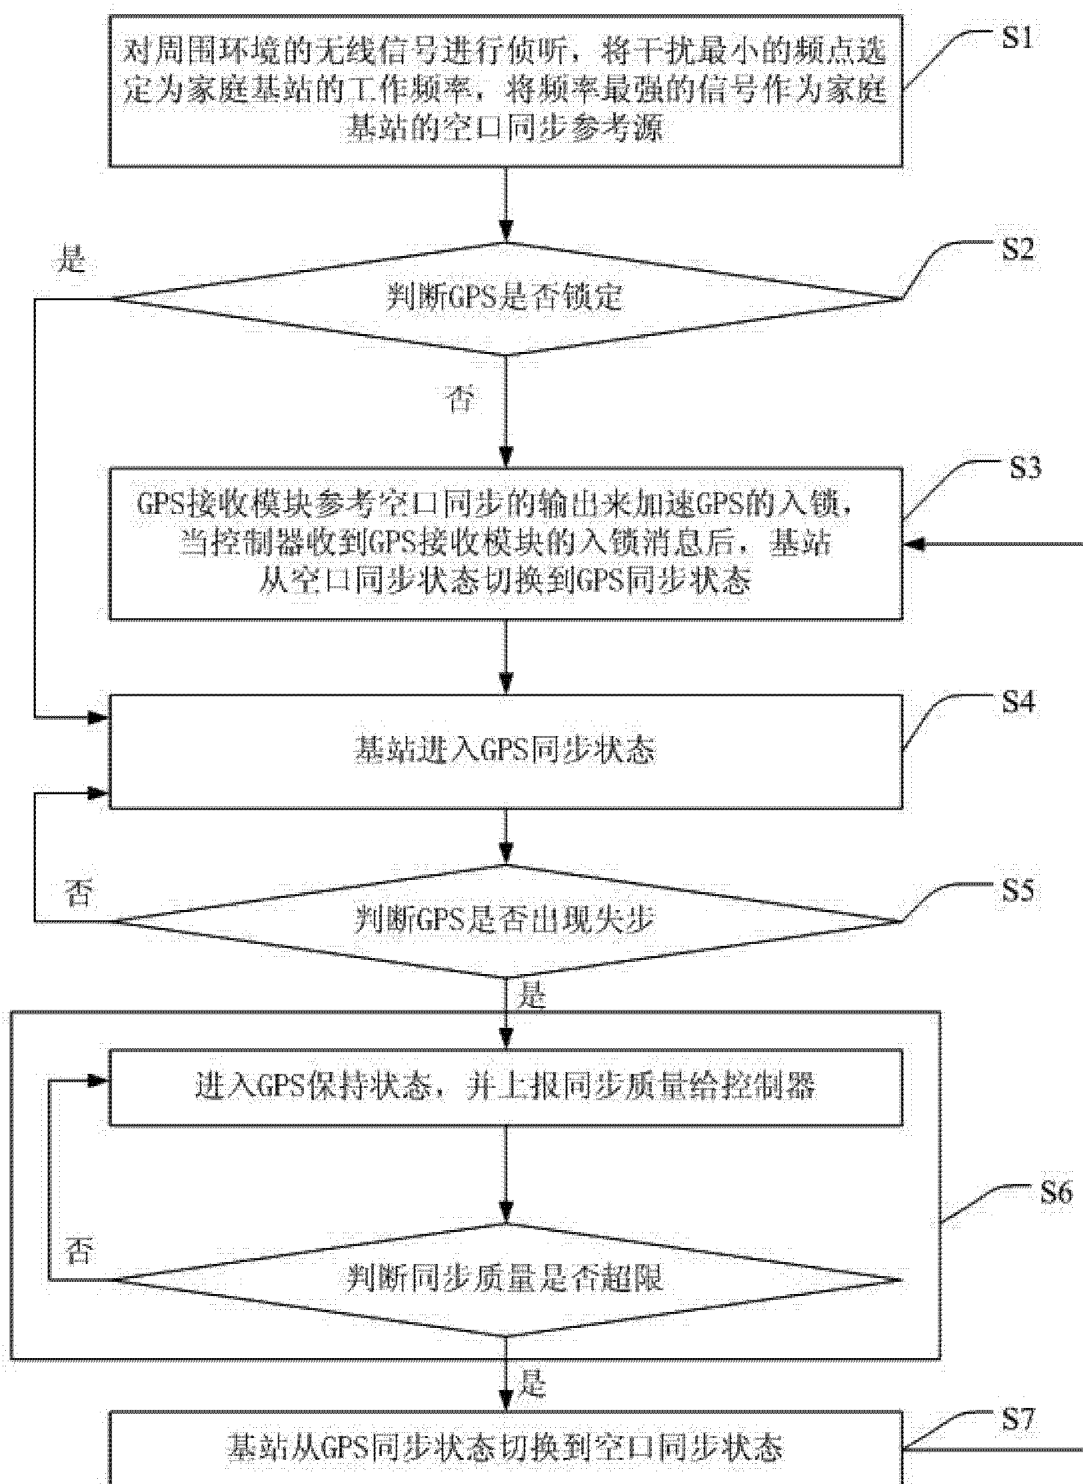 对周围环境的无线信号进行侦听，将干扰最小的频点选
定为家庭基站的工作频率，将频率最强的信号作为家庭
基站的空口同步参考源
S1
是
判断GPS是否锁定
S2
否
GPS接收模块参考空口同步的输出来加速GPS的入锁，
当控制器收到GPS接收模块的入锁消息后，基站
从空口同步状态切换到GPS同步状态
S3
基站进入GPS同步状态
S4
否
判断GPS是否出现失步
S5
是
进入GPS保持状态，并上报同步质量给控制器
S6
否
判断同步质量是否超限
是
基站从GPS同步状态切换到空口同步状态
S7